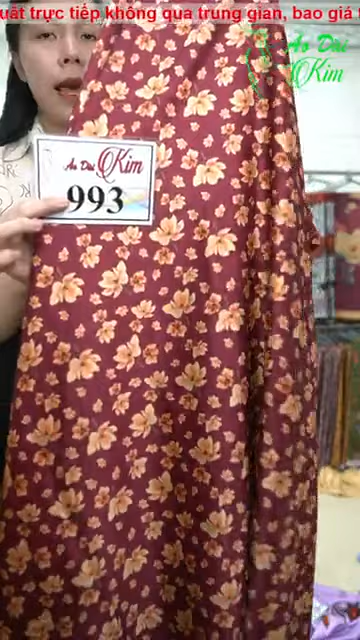 uất trực tiếp không qua trung gian, bao giá
Áo Dài
Kim
Áo Dài Kim
993